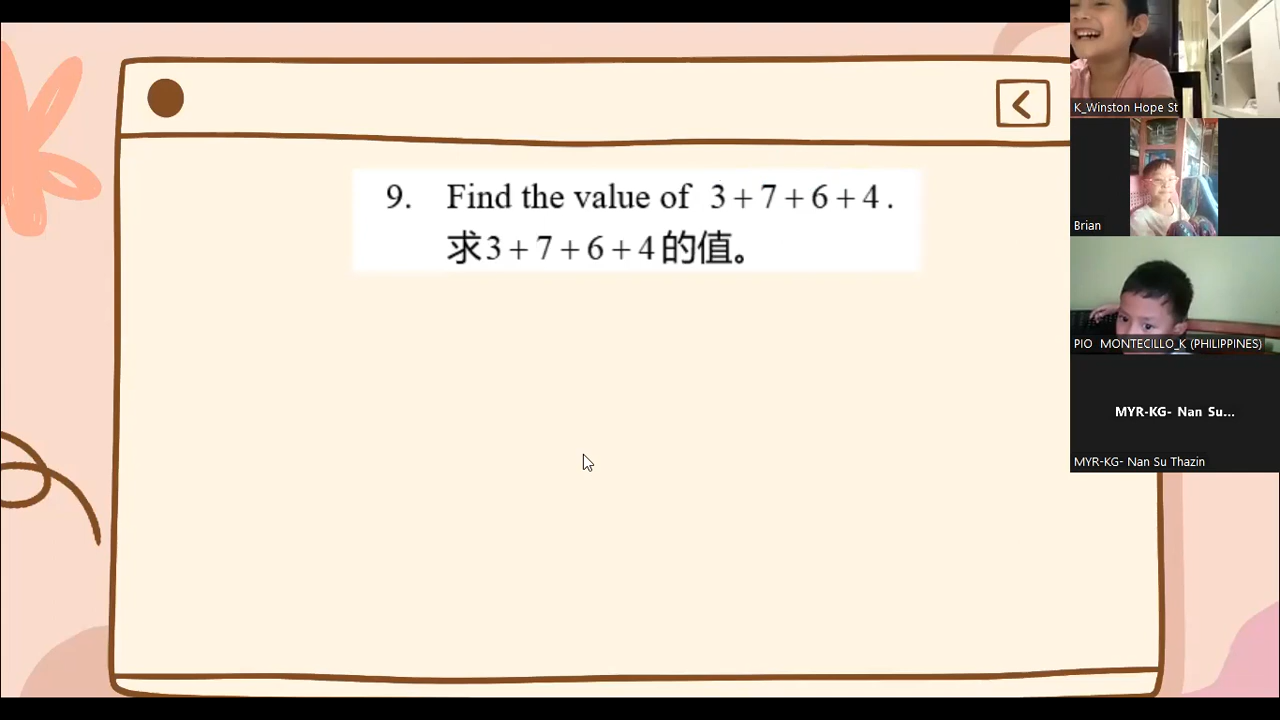 9. Find the value of 3 + 7 + 6 + 4 .
求3 + 7 + 6 + 4的值。
K_Winston Hope St
Brian
PIO MONTECILLO_K (PHILIPPINES)
MYR-KG- Nan Su...
MYR-KG- Nan Su Thazin